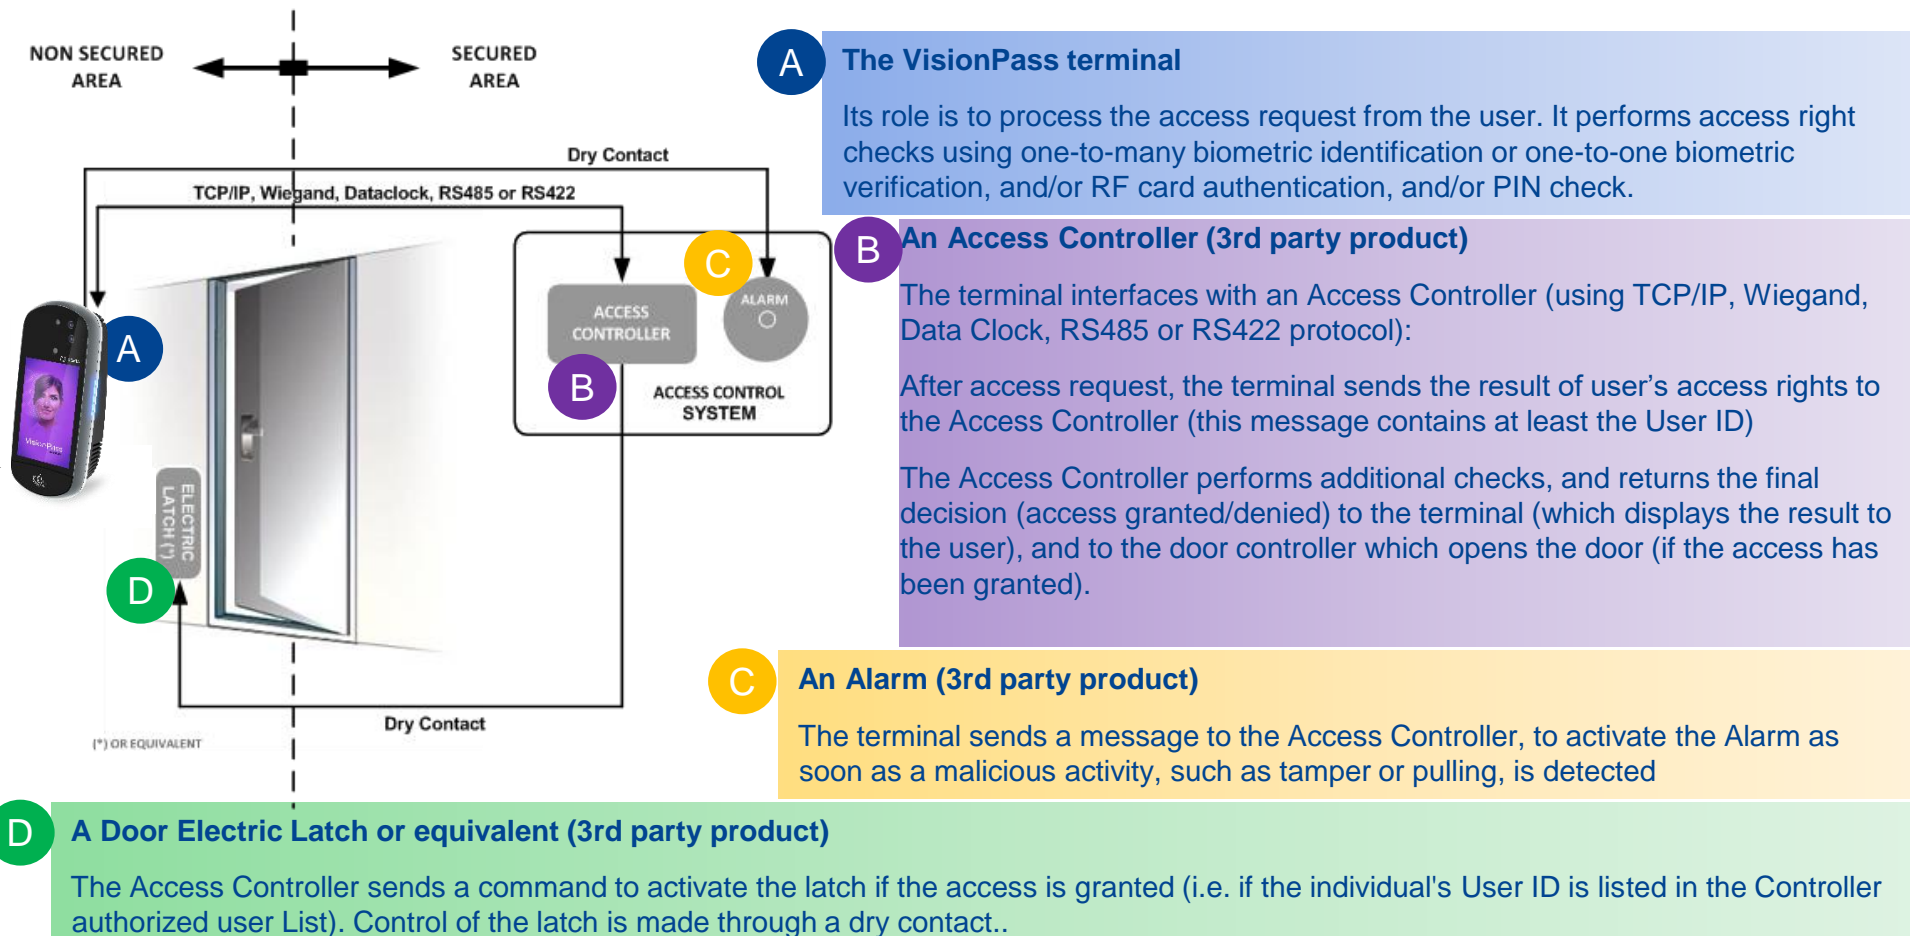 NON SECURED
AREA
SECURED
AREA
Dry Contact
TCP/IP, Wiegand, Dataclock, RS485 or RS422
C
ALARM
ACCESS
CONTROLLER
A
B
ACCESS CONTROL
SYSTEM
VisionPass
ELECTRIC
LATCH (*)
D
Dry Contact
(*) OR EQUIVALENT
A
The VisionPass terminal
Its role is to process the access request from the user. It performs access right
checks using one-to-many biometric identification or one-to-one biometric
verification, and/or RF card authentication, and/or PIN check.
B
An Access Controller (3rd party product)
The terminal interfaces with an Access Controller (using TCP/IP, Wiegand,
Data Clock, RS485 or RS422 protocol):
After access request, the terminal sends the result of user’s access rights to
the Access Controller (this message contains at least the User ID)
The Access Controller performs additional checks, and returns the final
decision (access granted/denied) to the terminal (which displays the result to
the user), and to the door controller which opens the door (if the access has
been granted).
C
An Alarm (3rd party product)
The terminal sends a message to the Access Controller, to activate the Alarm as
soon as a malicious activity, such as tamper or pulling, is detected
D
A Door Electric Latch or equivalent (3rd party product)
The Access Controller sends a command to activate the latch if the access is granted (i.e. if the individual's User ID is listed in the Controller
authorized user List). Control of the latch is made through a dry contact..